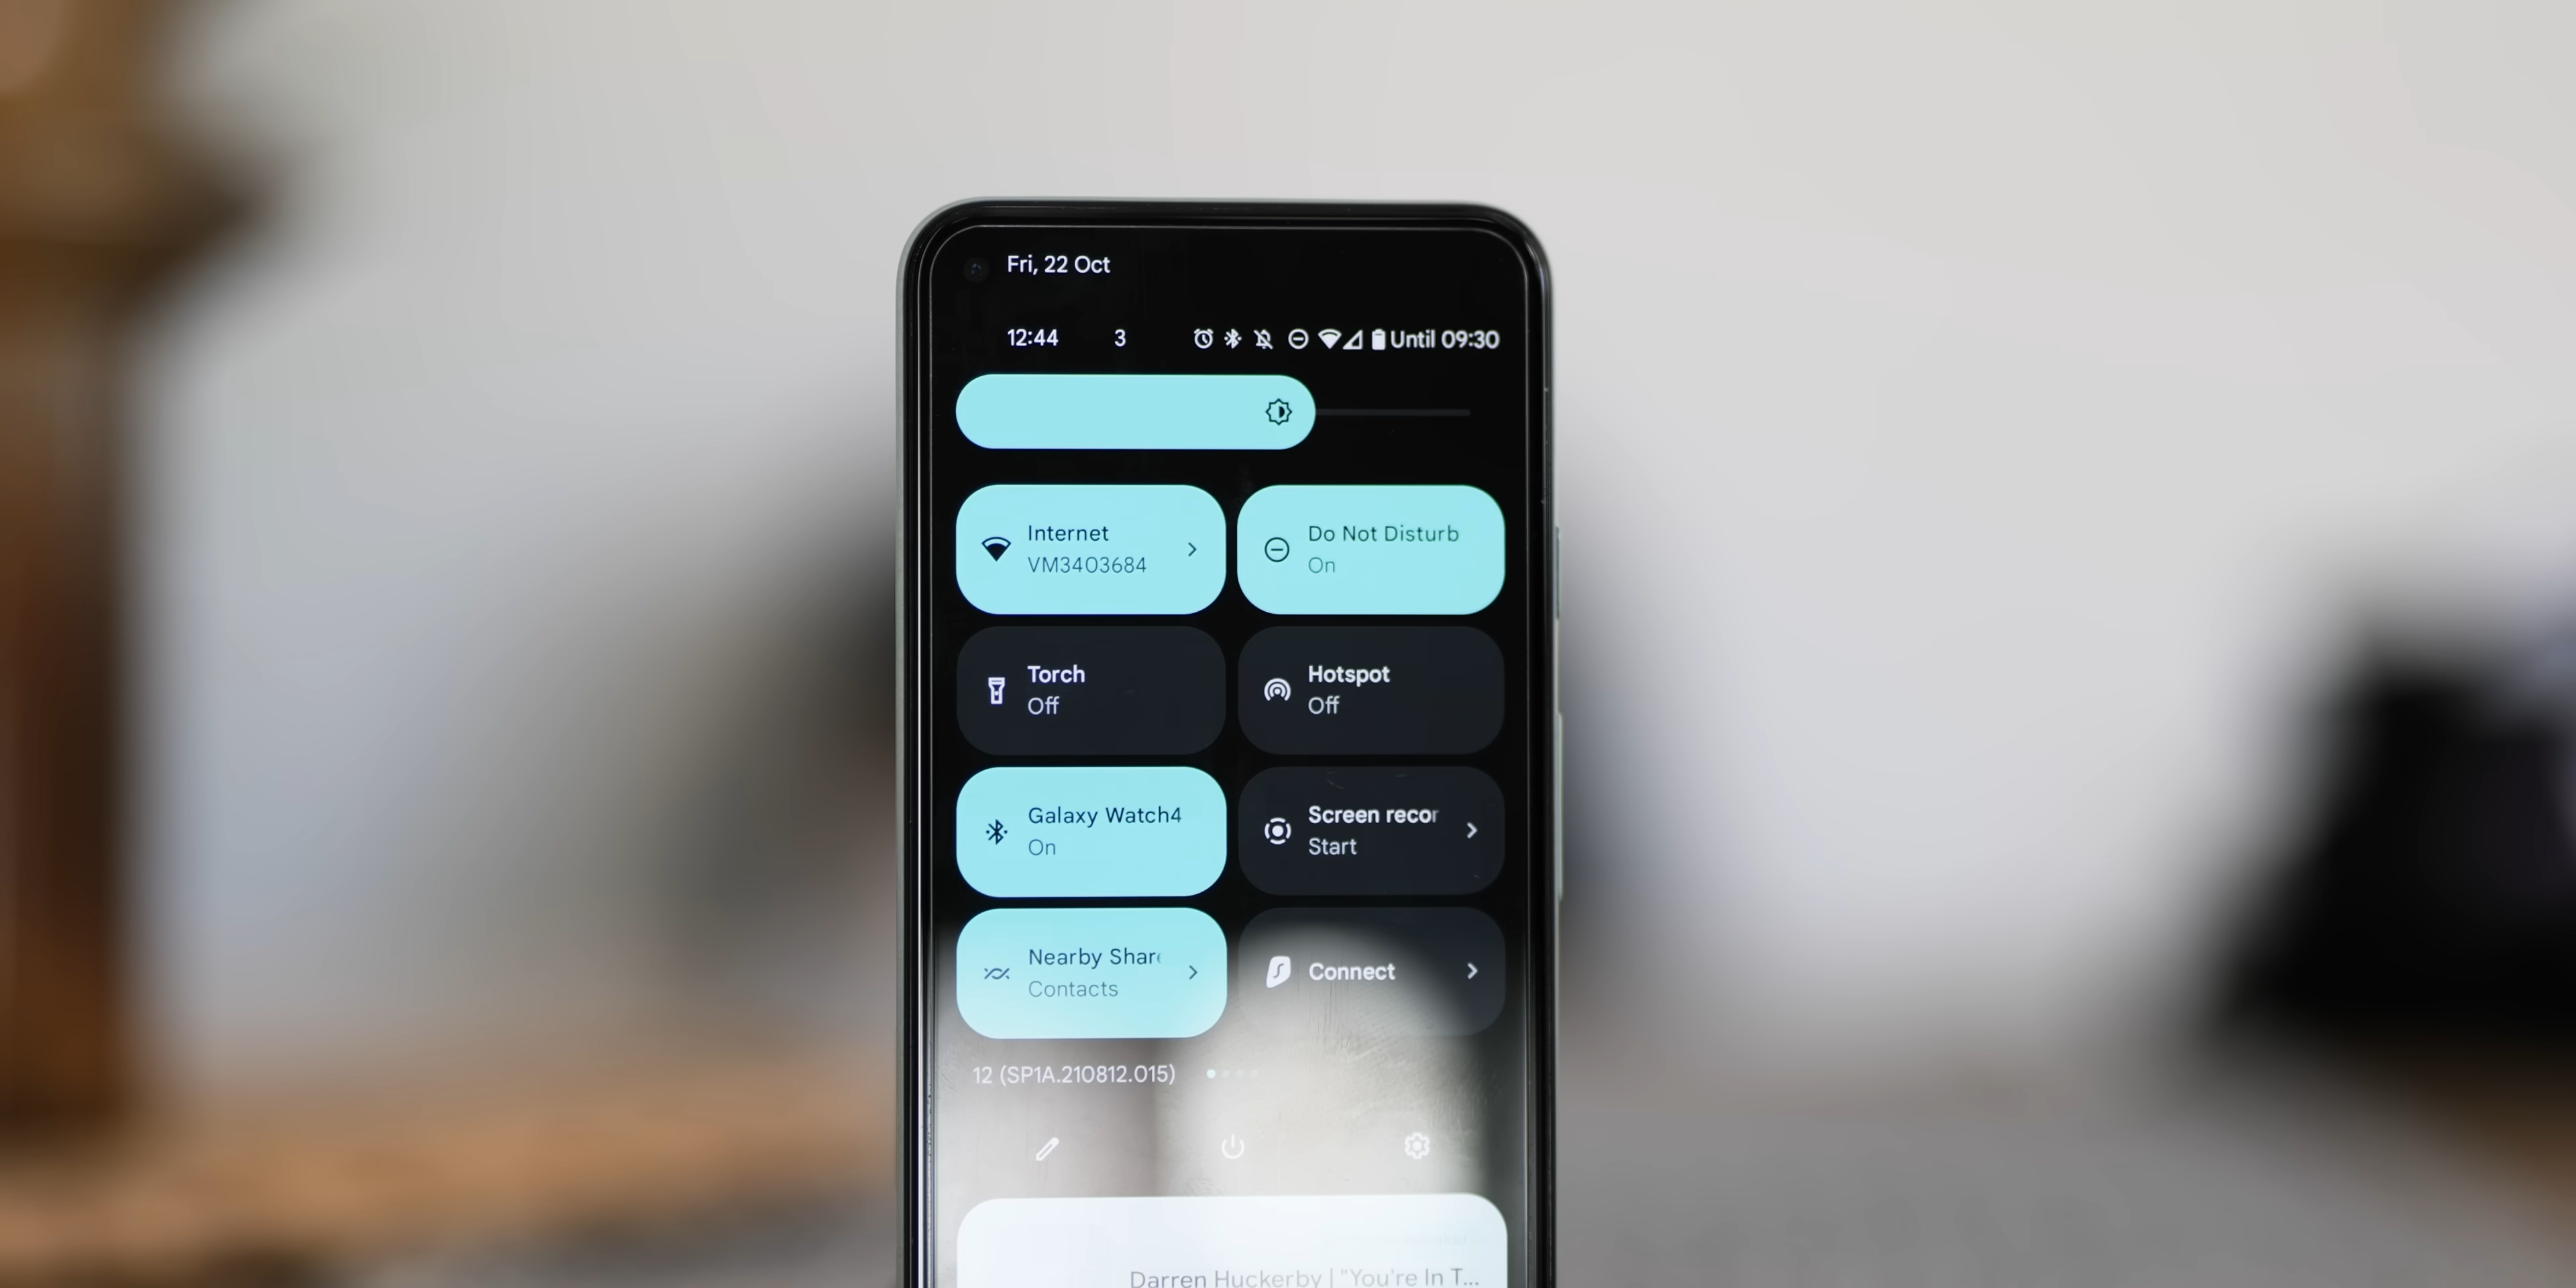 Fri, 22 Oct
12:44 3 Until 09:30
Internet
VM3403684
Do Not Disturb
On
Torch
Off
Hotspot
Off
Galaxy Watch4
On
Screen recor
Start
Nearby Shar
Contacts
Connect
12 (SP1A.210812.015)
Darren Huckerby | "You're In T...